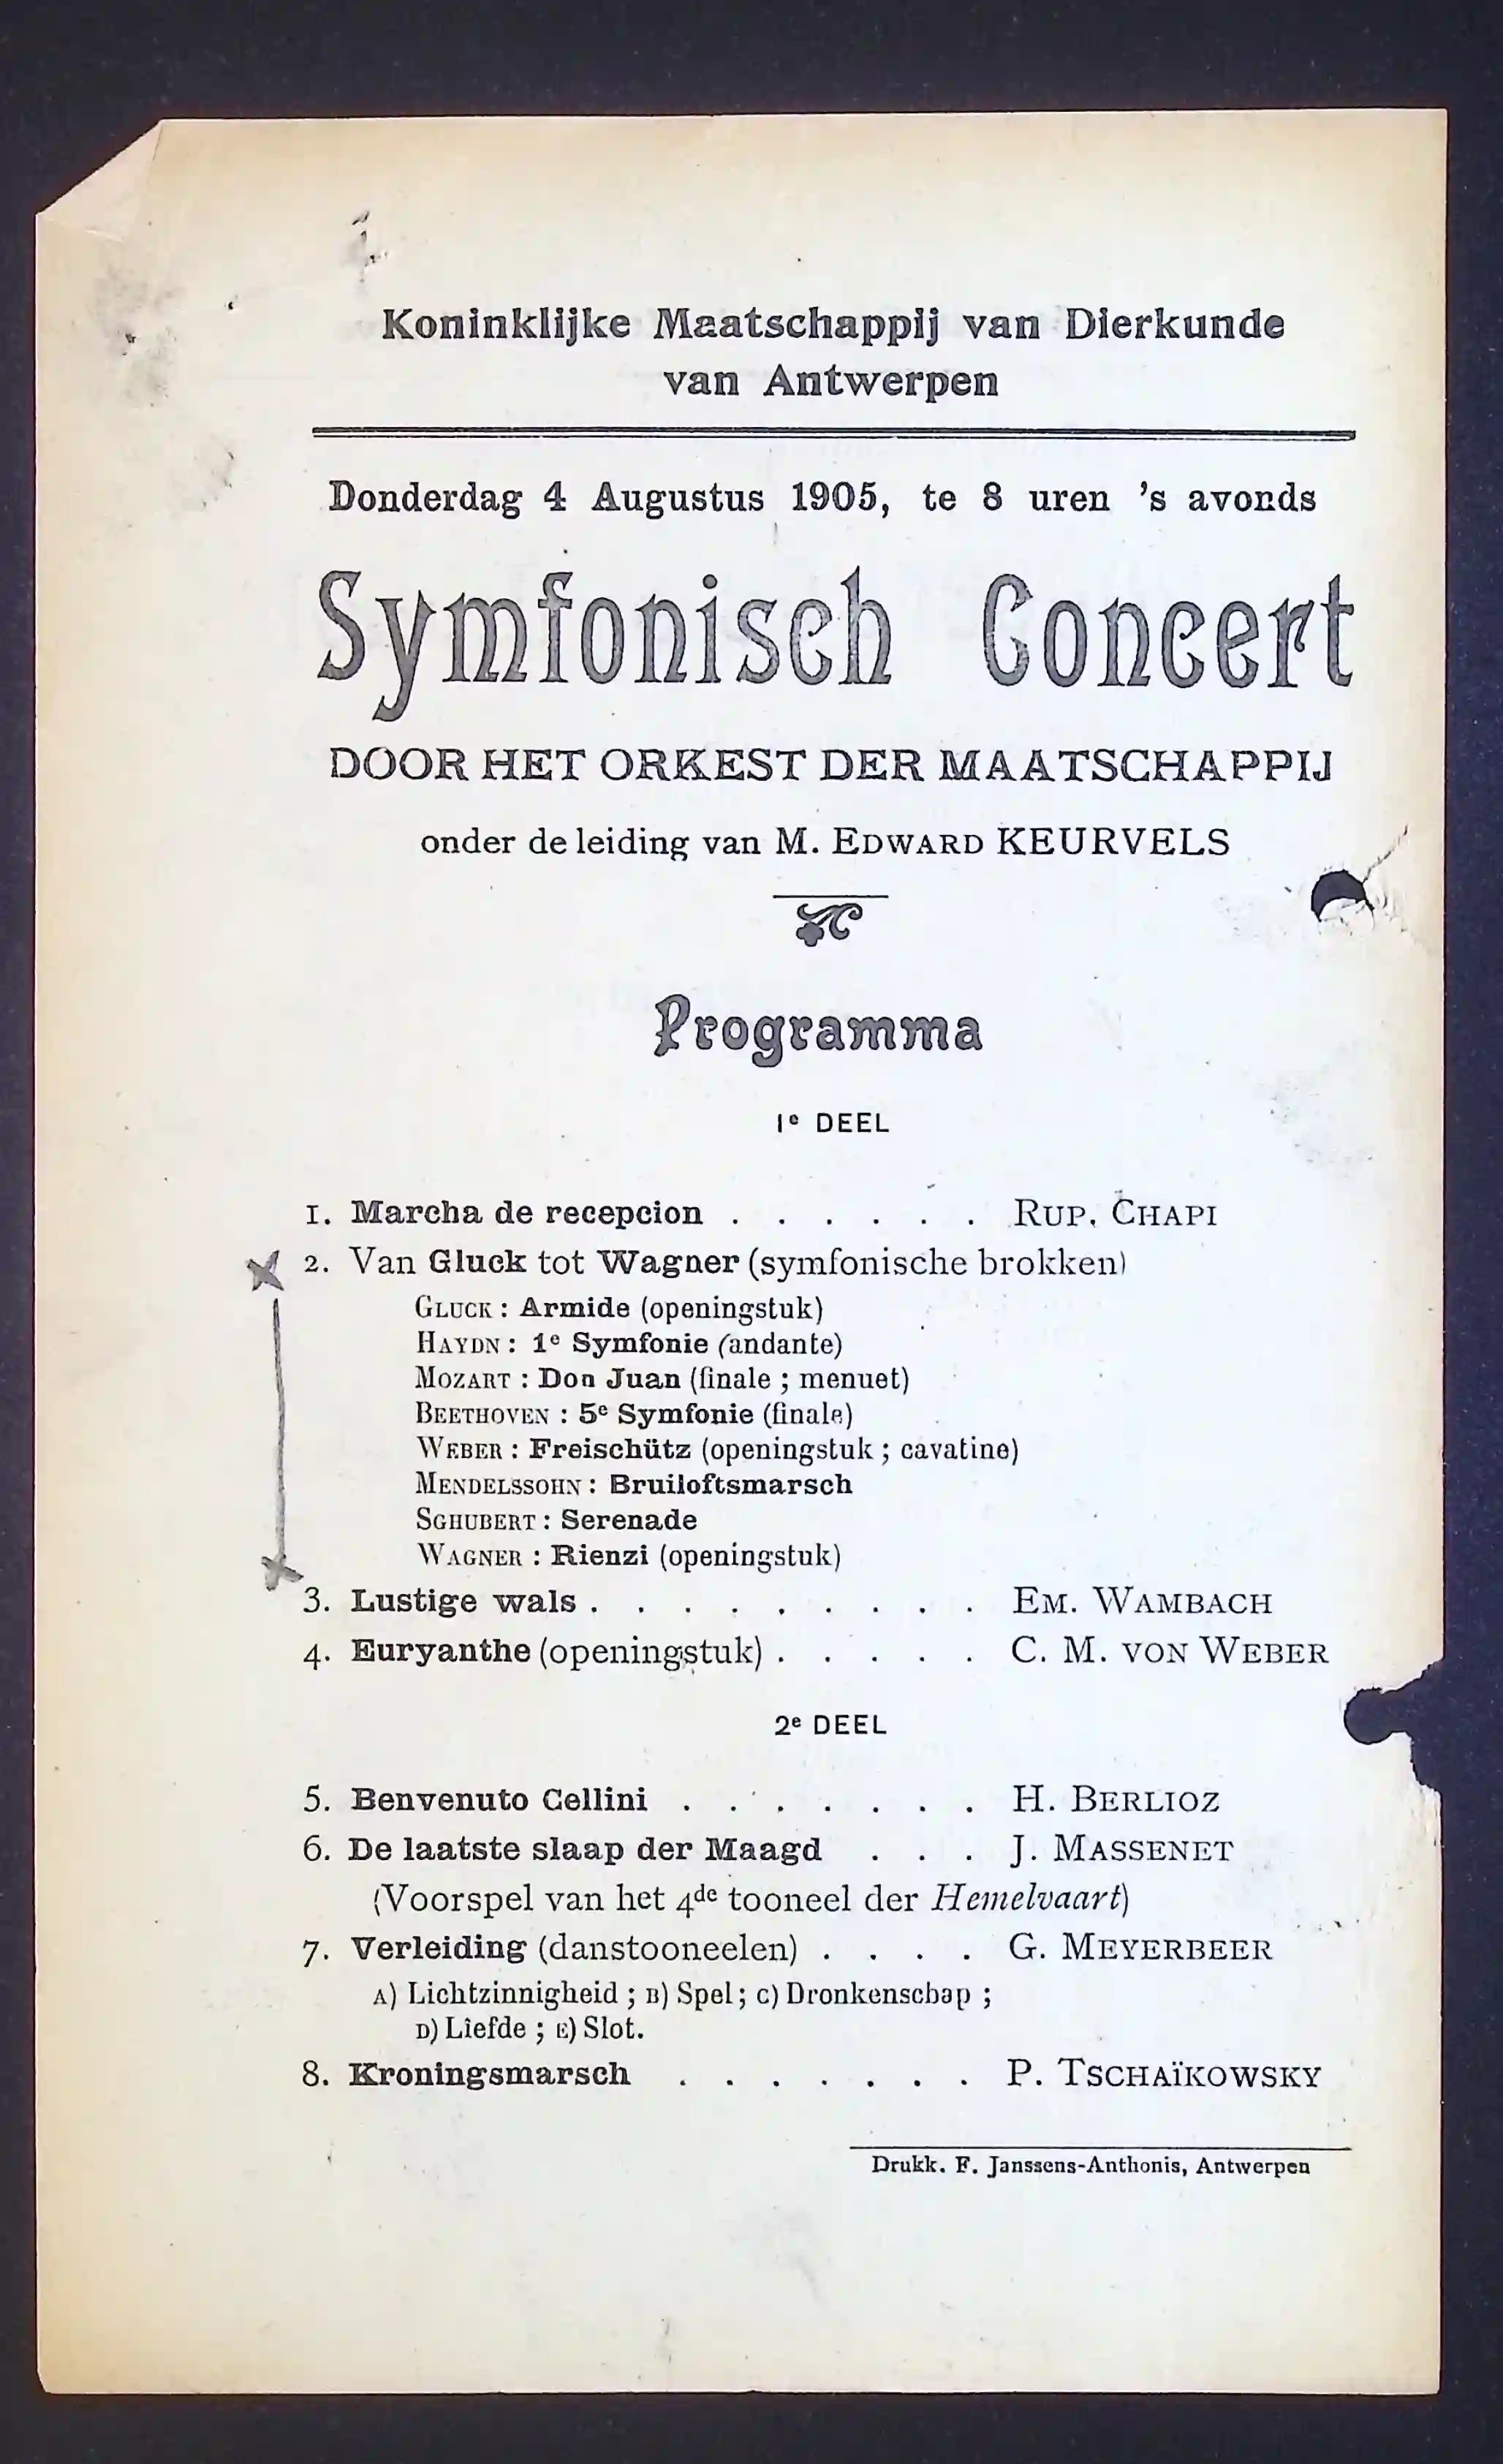 Koninklijke Maatschappij van Dierkunde
van Antwerpen
Donderdag 4 Augustus 1905, te 8 uren 's avonds
Symfonisch Concert
DOOR HET ORKEST DER MAATSCHAPPIJ
onder de leiding van M. EDWARD KEURVELS
Programma
1e DEEL
1. Marcha de recepcion . . . . . . RUP. CHAPI
2. Van Gluck tot Wagner (symfonische brokken)
GLUCK : Armide (openingstuk)
HAYDN : 1e Symfonie (andante)
MOZART : Don Juan (finale ; menuet)
BEETHOVEN : 5e Symfonie (finale)
WEBER : Freischütz (openingstuk ; cavatine)
MENDELSSOHN : Bruiloftsmarsch
SCHUBERT : Serenade
WAGNER : Rienzi (openingstuk)
3. Lustige wals . . . . . . . . . EM. WAMBACH
4. Euryanthe (openingstuk) . . . . . C. M. VON WEBER
2e DEEL
5. Benvenuto Cellini . . . . . . . H. BERLIOZ
6. De laatste slaap der Maagd . . . J. MASSENET
(Voorspel van het 4de tooneel der Hemelvaart)
7. Verleiding (danstooneelen) . . . . G. MEYERBEER
A) Lichtzinnigheid ; B) Spel ; C) Dronkenschap ;
D) Liefde ; E) Slot.
8. Kroningsmarsch . . . . . . . P. TSCHAÏKOWSKY
Drukk. F. Janssens-Anthonis, Antwerpen